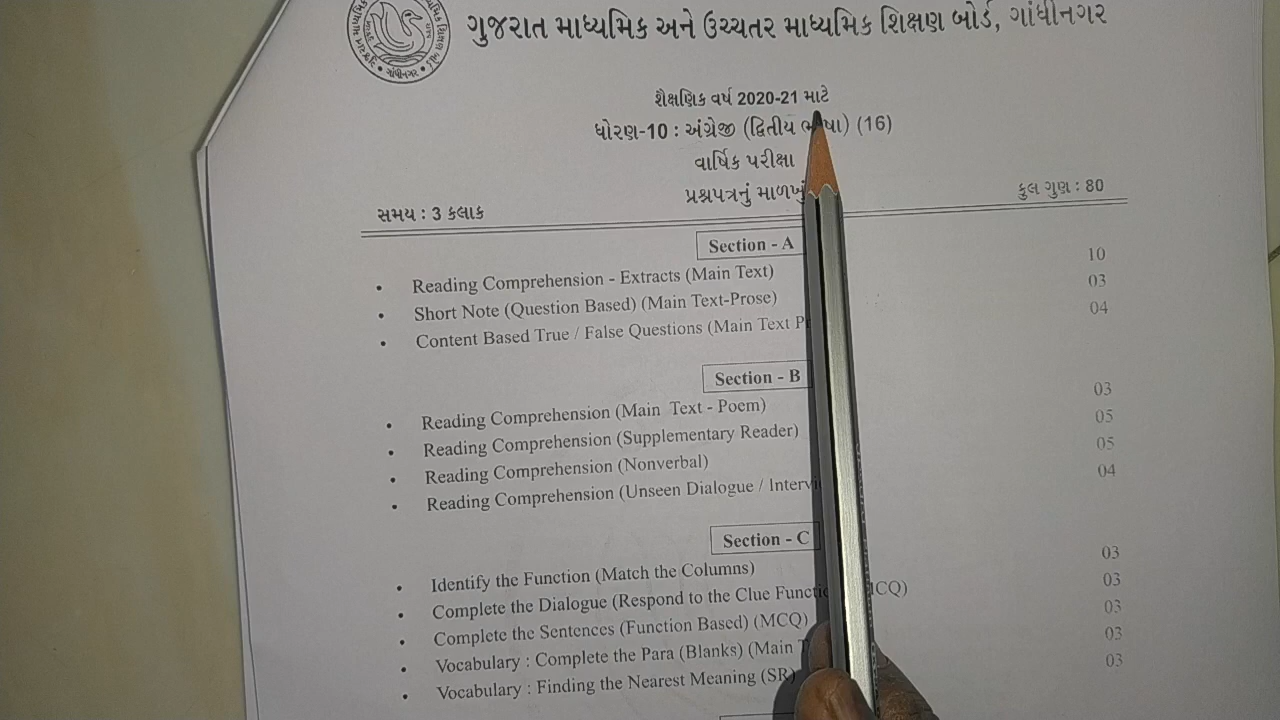 ગુજરાત માધ્યમિક અને ઉચ્ચતર માધ્યમિક શિક્ષણ બોર્ડ, ગાંધીનગર
શૈક્ષણિક વર્ષ 2020-21 માટે
ધોરણ-10 : અંગ્રેજી (દ્વિતીય ભાષા) (16)
વાર્ષિક પરીક્ષા
પ્રશ્નપત્રનું માળખું
સમય : 3 કલાક કુલ ગુણ : 80
Section - A
• Reading Comprehension - Extracts (Main Text) 10
• Short Note (Question Based) (Main Text-Prose) 03
• Content Based True / False Questions (Main Text 04
Section - B
• Reading Comprehension (Main Text - Poem) 03
• Reading Comprehension (Supplementary Reader) 05
• Reading Comprehension (Nonverbal) 05
• Reading Comprehension (Unseen Dialogue / 04
Section - C
• Identify the Function (Match the Columns) 03
• Complete the Dialogue (Respond to the Clue 03
• Complete the Sentences (Function Based) (MCQ) 03
• Vocabulary : Complete the Para (Blanks) (Main 03
• Vocabulary : Finding the Nearest Meaning (SR) 03